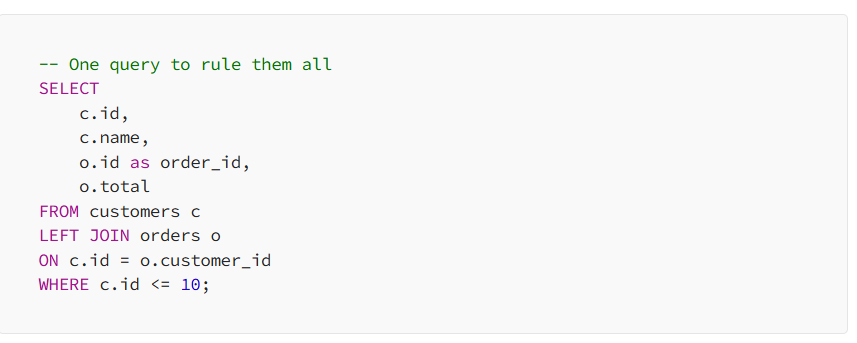 -- One query to rule them all
SELECT
    c.id,
    c.name,
    o.id as order_id,
    o.total
FROM customers c
LEFT JOIN orders o
ON c.id = o.customer_id
WHERE c.id <= 10;